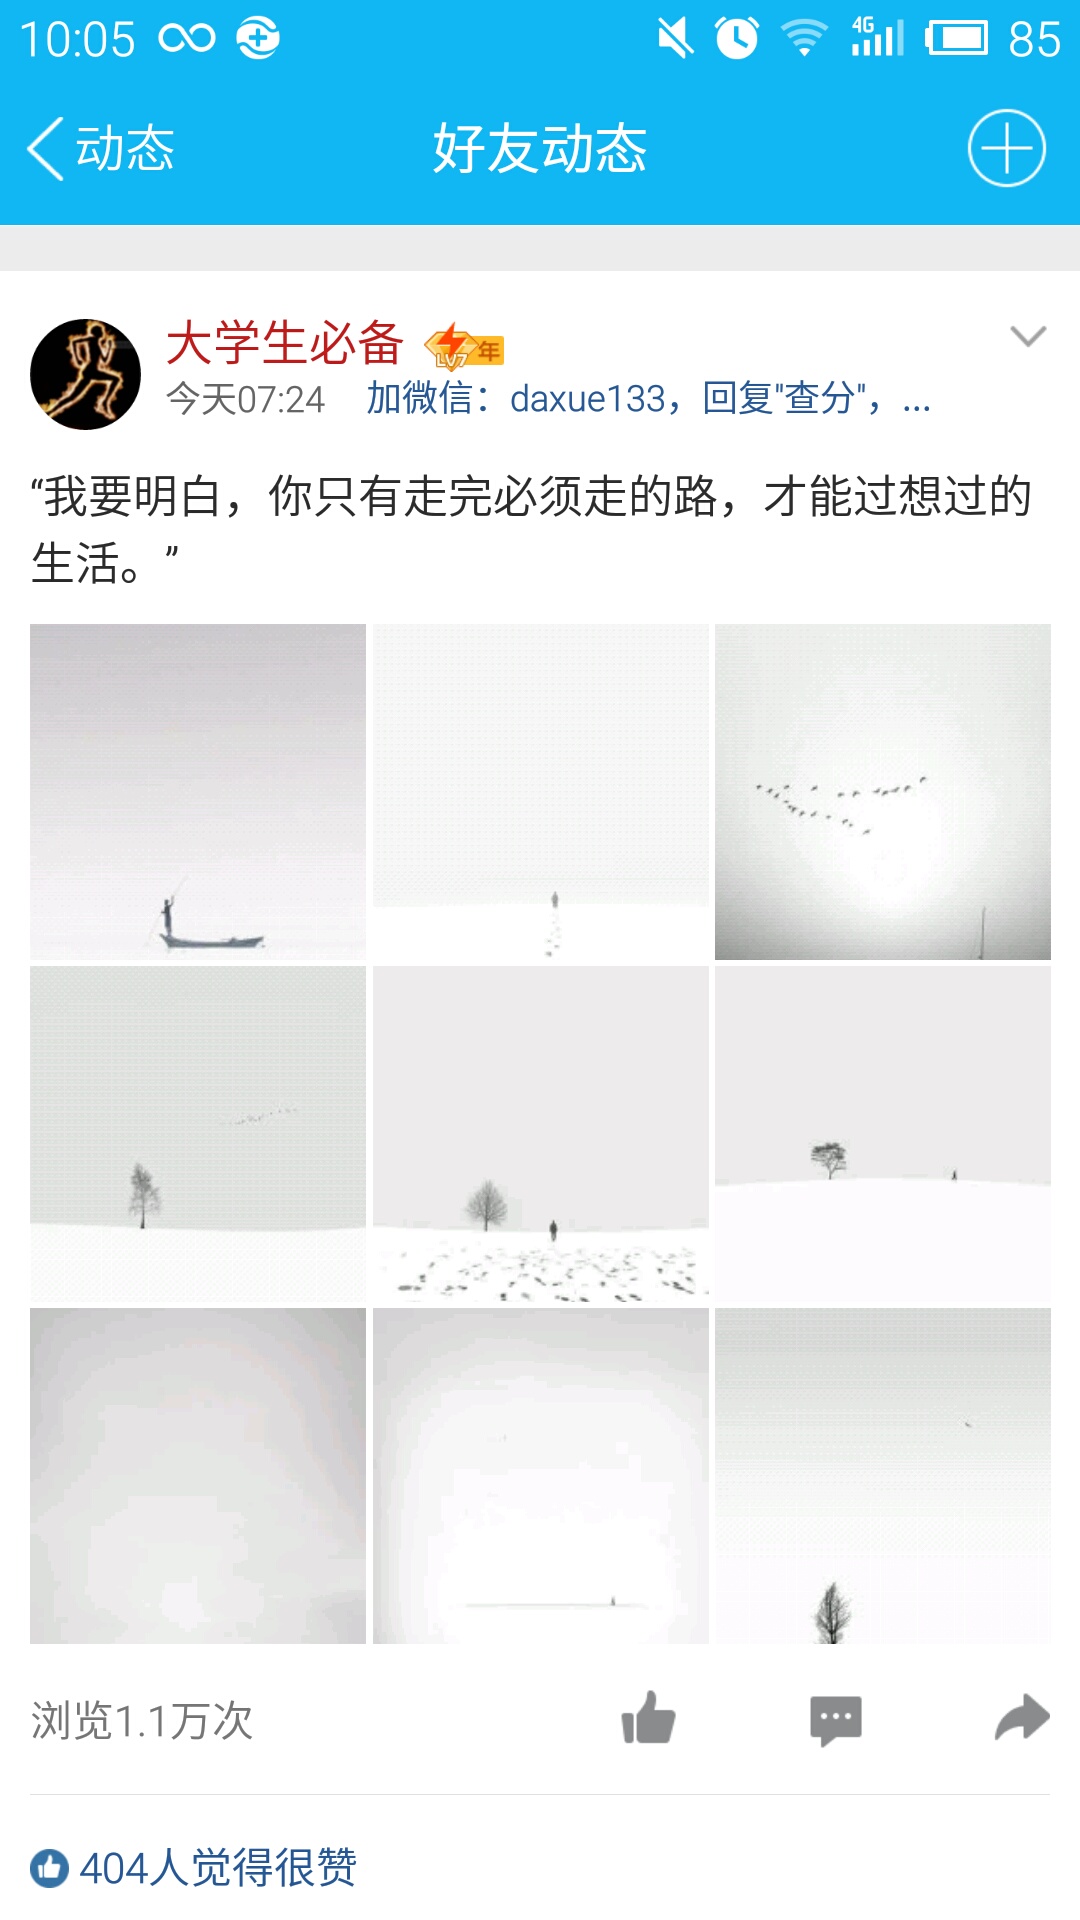 10:05 4G 85
动态 好友动态
大学生必备 LV7 年
今天07:24 加微信：daxue133，回复"查分"，...
“我要明白，你只有走完必须走的路，才能过想过的
生活。”
浏览1.1万次
404人觉得很赞